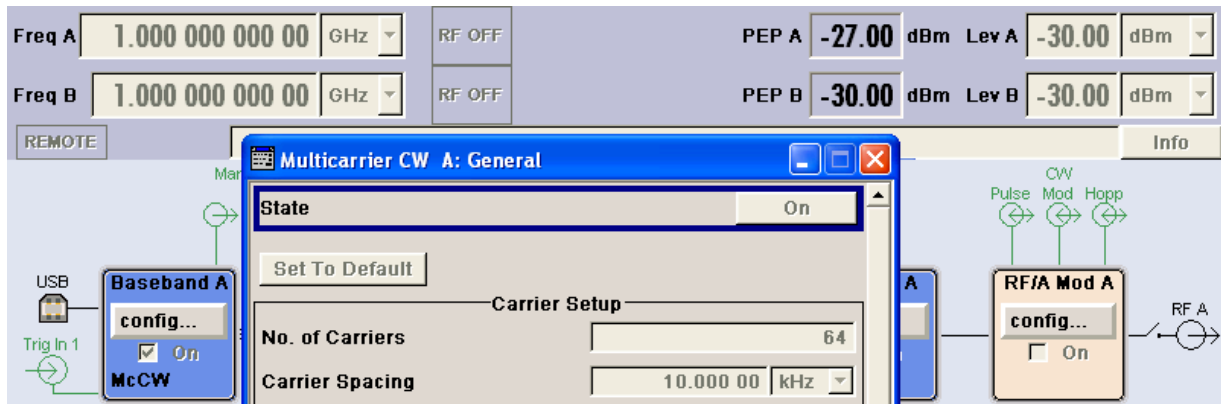 Freq A 1.000 000 000 00 GHz RF OFF PEP A -27.00 dBm Lev A -30.00 dBm
Freq B 1.000 000 000 00 GHz RF OFF PEP B -30.00 dBm Lev B -30.00 dBm
REMOTE Info
Multicarrier CW A: General
Mar
State On
CW
Pulse Mod Hopp
Set To Default
USB
Baseband A
A
RF/A Mod A
Carrier Setup
config...
config...
RF A
No. of Carriers 64
Trig In 1
On
On
McCW
Carrier Spacing 10.000 00 kHz